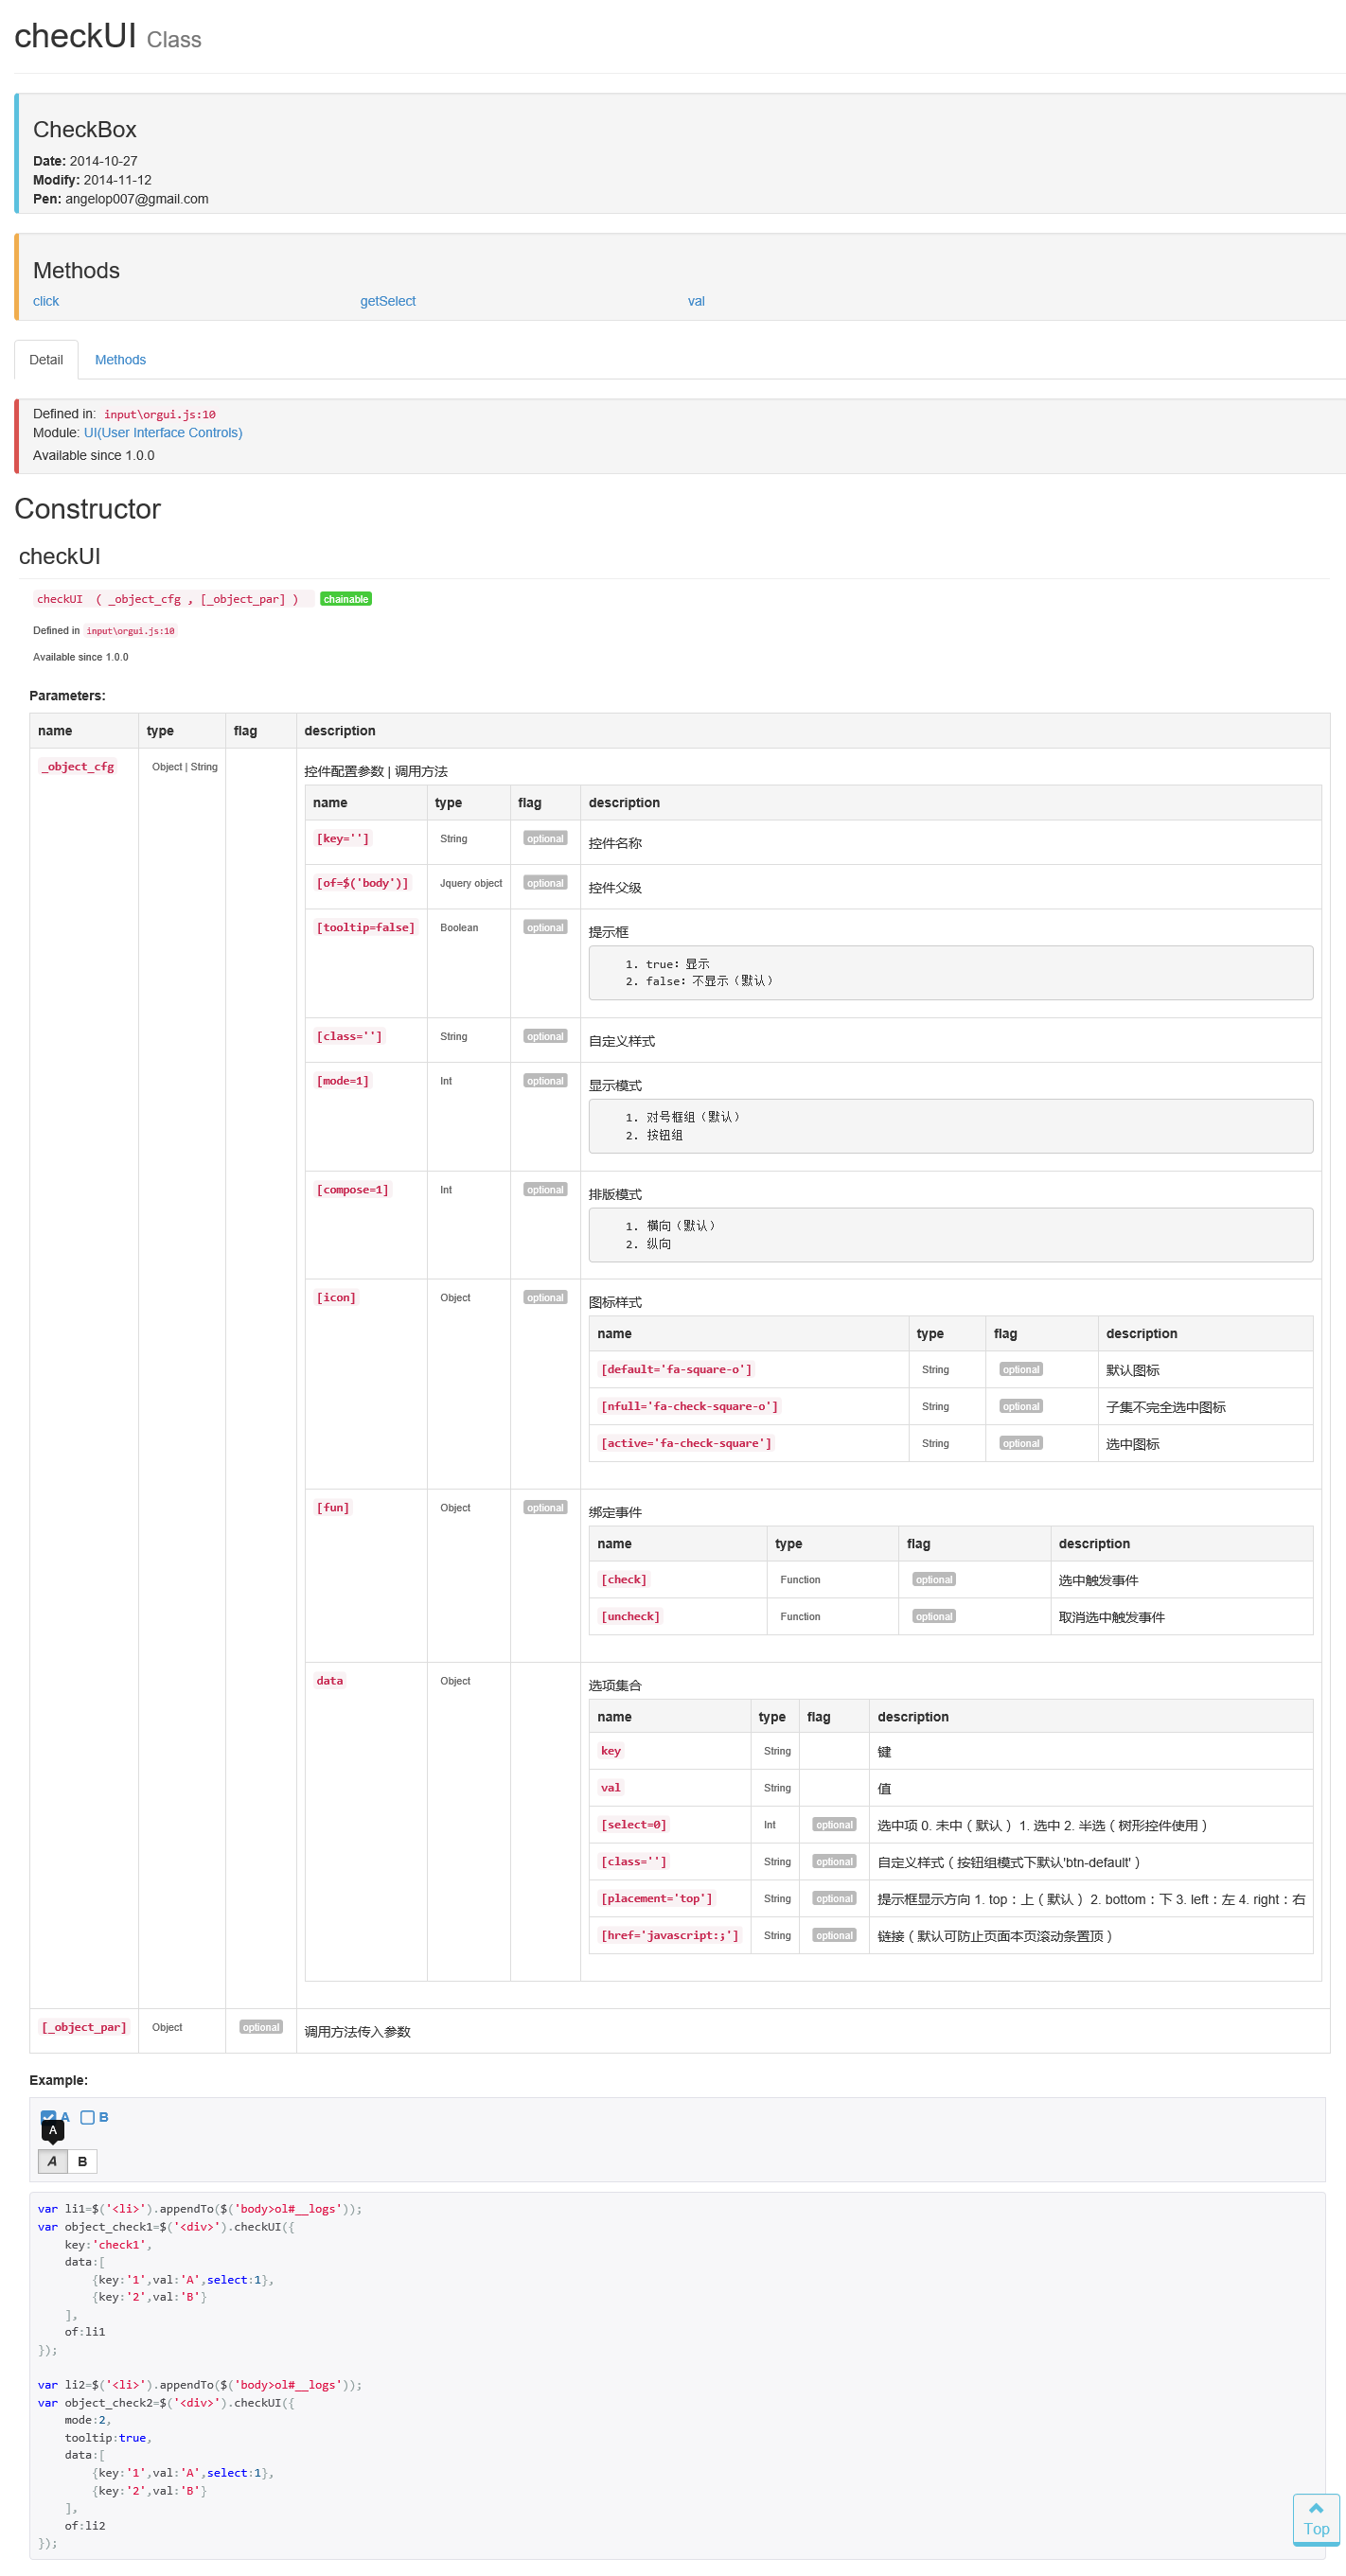 checkUI Class
CheckBox
Date: 2014-10-27
Modify: 2014-11-12
Pen: angelop007@gmail.com
Methods
click getSelect val
Detail Methods
Defined in: input\orgui.js:10
Module: UI(User Interface Controls)
Available since 1.0.0
Constructor
checkUI
checkUI ( _object_cfg , [_object_par] ) chainable
Defined in input\orgui.js:10
Available since 1.0.0
Parameters:
name type flag description
_object_cfg Object | String 控件配置参数 | 调用方法
name type flag description
[key=''] String optional 控件名称
[of=$('body')] Jquery object optional 控件父级
[tooltip=false] Boolean optional 提示框
1. true: 显示
2. false: 不显示（默认）
[class=''] String optional 自定义样式
[mode=1] Int optional 显示模式
1. 对号框组（默认）
2. 按钮组
[compose=1] Int optional 排版模式
1. 横向（默认）
2. 纵向
[icon] Object optional 图标样式
name type flag description
[default='fa-square-o'] String optional 默认图标
[nfull='fa-check-square-o'] String optional 子集不完全选中图标
[active='fa-check-square'] String optional 选中图标
[fun] Object optional 绑定事件
name type flag description
[check] Function optional 选中触发事件
[uncheck] Function optional 取消选中触发事件
data Object 选项集合
name type flag description
key String 键
val String 值
[select=0] Int optional 选中项 0. 未中（默认） 1. 选中 2. 半选（树形控件使用）
[class=''] String optional 自定义样式（按钮组模式下默认'btn-default'）
[placement='top'] String optional 提示框显示方向 1. top：上（默认） 2. bottom：下 3. left：左 4. right：右
[href='javascript:;'] String optional 链接（默认可防止页面本页滚动条置顶）
[_object_par] Object optional 调用方法传入参数
Example:
A B
A
A B
var li1=$('<li>').appendTo($('body>ol#__logs'));
var object_check1=$('<div>').checkUI({
    key:'check1',
    data:[
        {key:'1',val:'A',select:1},
        {key:'2',val:'B'}
    ],
    of:li1
});
var li2=$('<li>').appendTo($('body>ol#__logs'));
var object_check2=$('<div>').checkUI({
    mode:2,
    tooltip:true,
    data:[
        {key:'1',val:'A',select:1},
        {key:'2',val:'B'}
    ],
    of:li2
});
Top